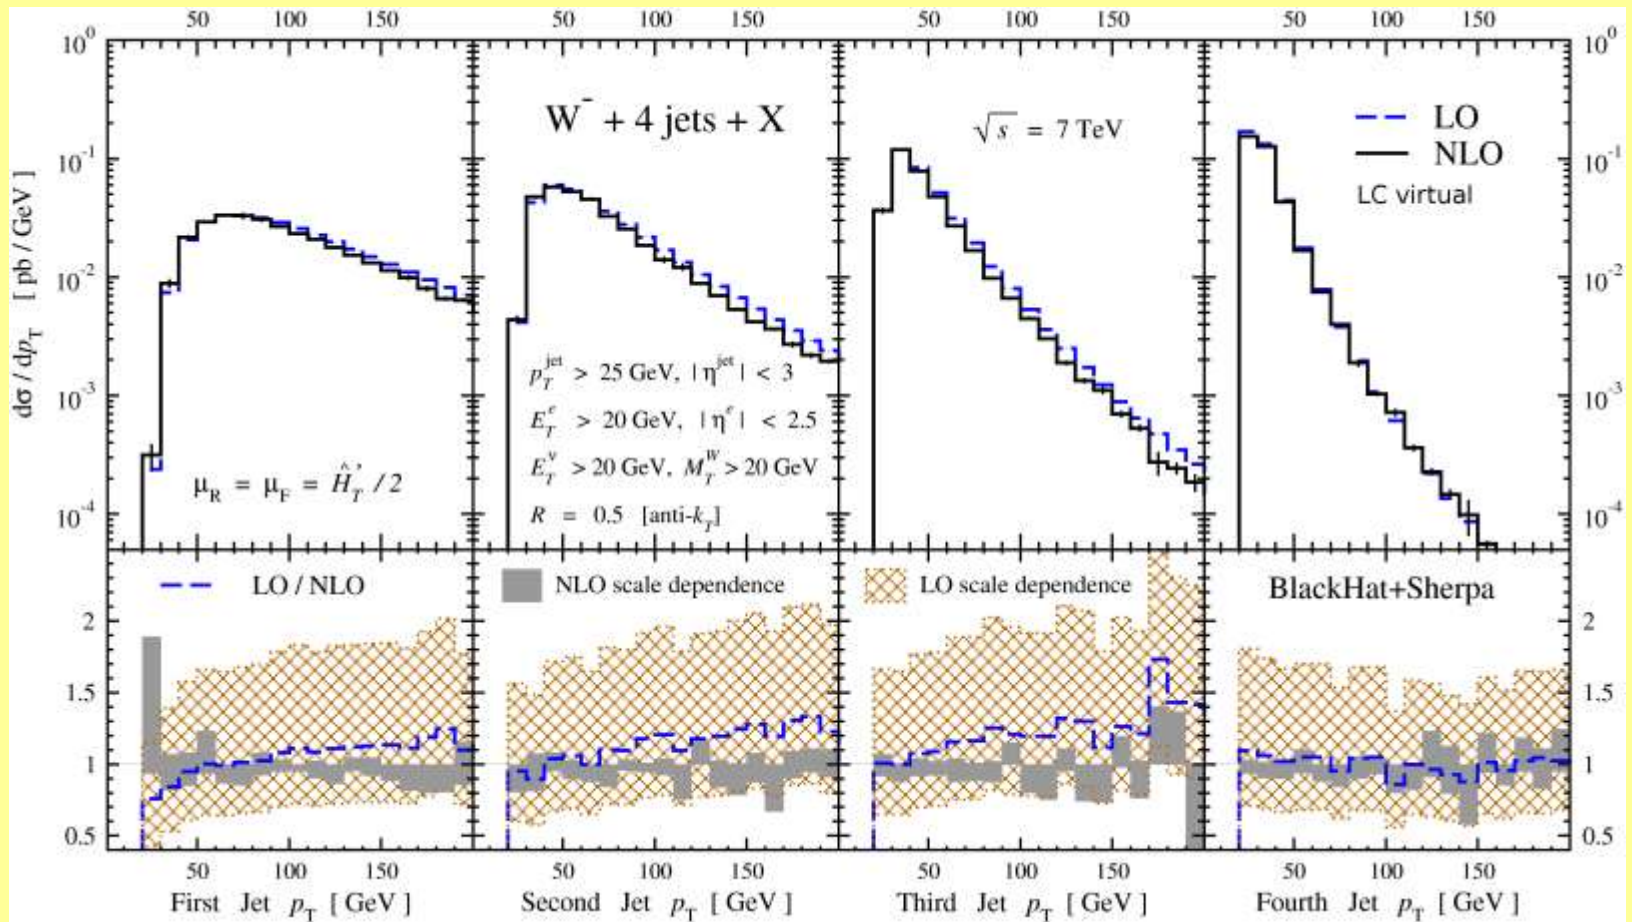 50 100 150 50 100 150 50 100 150 50 100 150
10^0 10^0
W^- + 4 jets + X
√s = 7 TeV
LO
NLO
LC virtual
10^-1 10^-1
dσ / dp_T [ pb / GeV ]
10^-2 10^-2
p_T^jet > 25 GeV, | η^jet | < 3
10^-3 10^-3
E_T^e > 20 GeV, | η^e | < 2.5
E_T^ν > 20 GeV, M_T^W > 20 GeV
μ_R = μ_F = Ĥ_T' / 2
R = 0.5 [anti-k_T]
10^-4 10^-4
LO / NLO
NLO scale dependence
LO scale dependence
BlackHat+Sherpa
2 2
1.5 1.5
1 1
0.5 0.5
50 100 150 50 100 150 50 100 150 50 100 150
First Jet p_T [ GeV ]
Second Jet p_T [ GeV ]
Third Jet p_T [ GeV ]
Fourth Jet p_T [ GeV ]